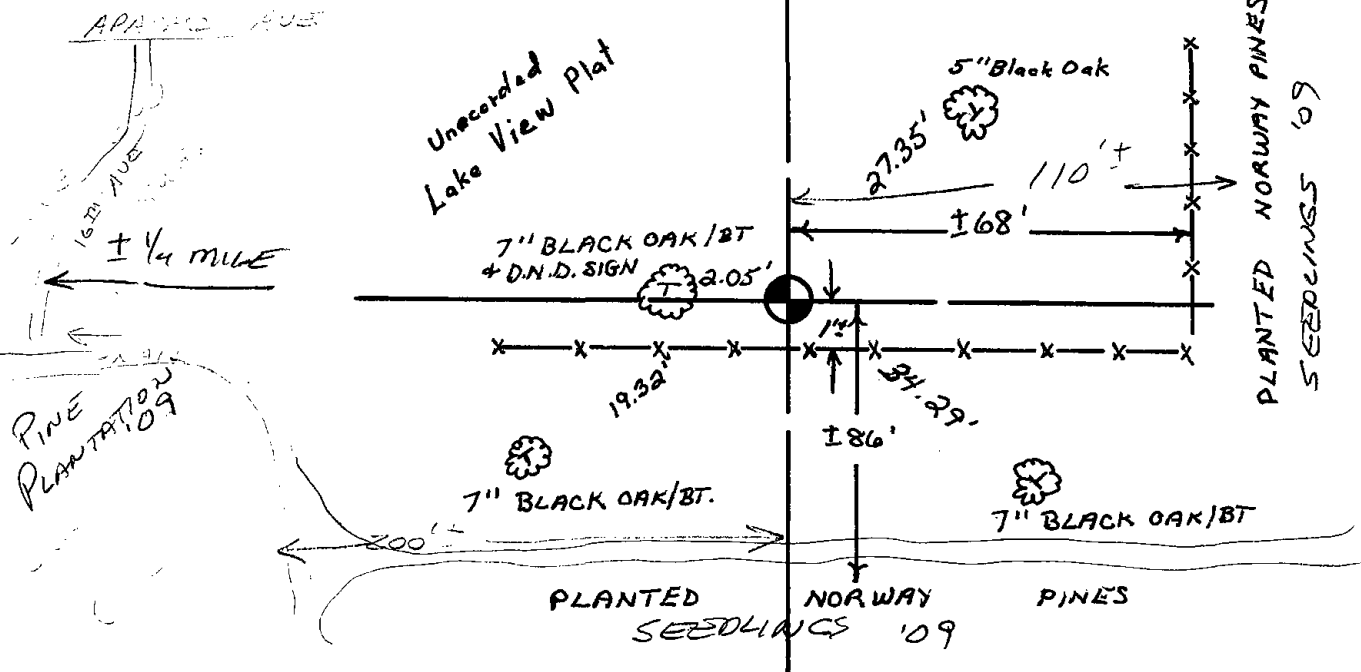 AVE
16TH AVE
± 1/4 MILE
PINE
PLANTATION
'09
Unrecorded
Lake View Plat
5" Black Oak
27.35'
110'±
±68'
7" BLACK OAK/BT
& D.N.D. SIGN
2.05'
1'±
19.32'
34.29'
±86'
7" BLACK OAK/BT.
7" BLACK OAK/BT
200'±
PLANTED NORWAY PINES
SEEDLINGS '09
PLANTED NORWAY PINES
SEEDLINGS '09